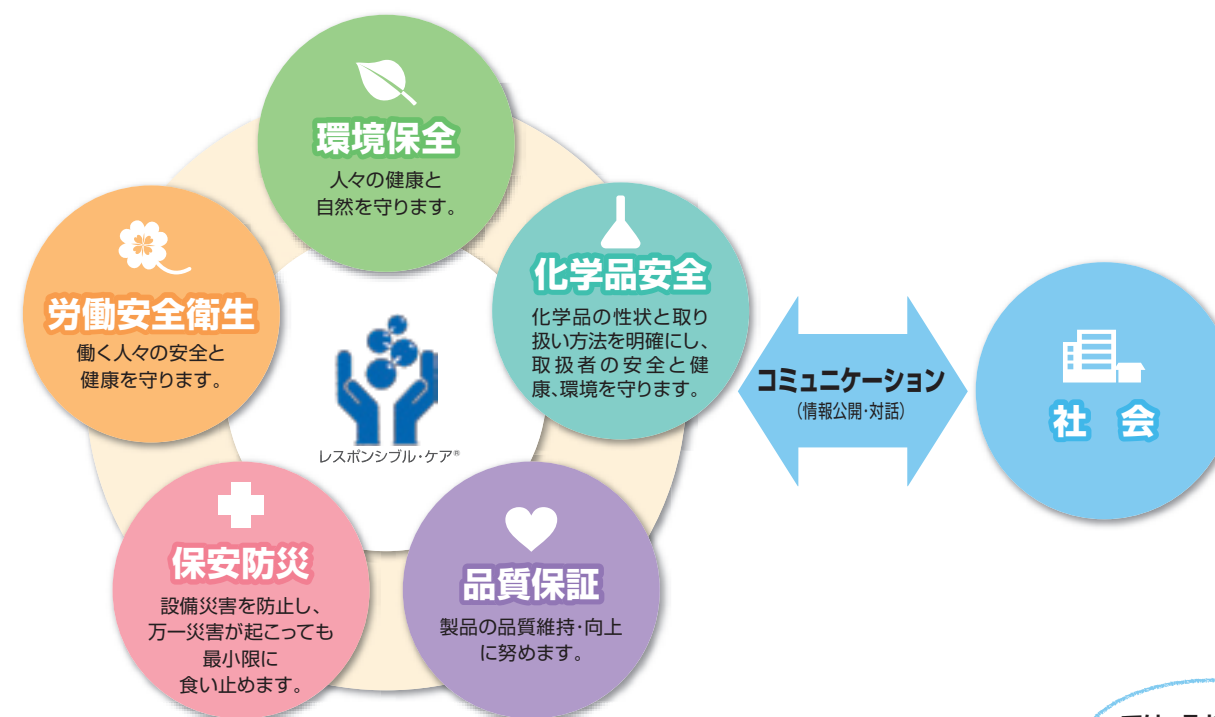 環境保全
人々の健康と
自然を守ります。
労働安全衛生
働く人々の安全と
健康を守ります。
化学品安全
化学品の性状と取り
扱い方法を明確にし、
取扱者の安全と健
康、環境を守ります。
レスポンシブル・ケア®
コミュニケーション
（情報公開・対話）
社 会
保安防災
設備災害を防止し、
万一災害が起こっても
最小限に
食い止めます。
品質保証
製品の品質維持・向上
に努めます。